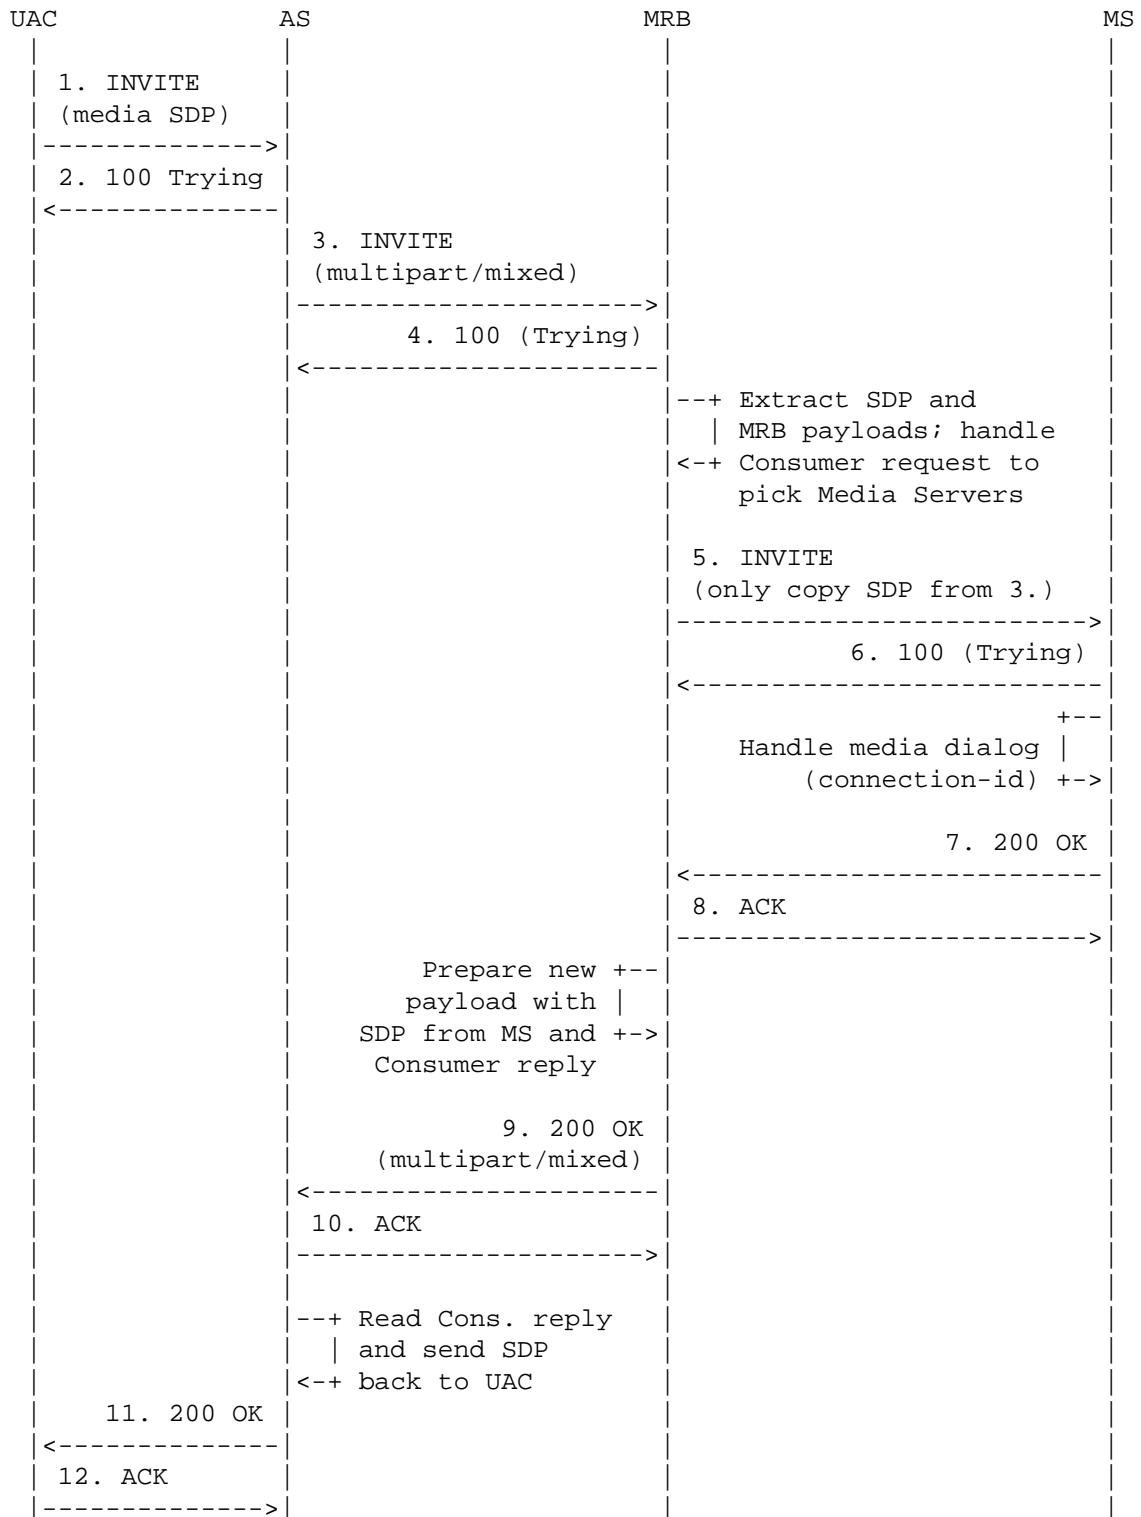 UAC AS MRB MS
1. INVITE
(media SDP)
2. 100 Trying
3. INVITE
(multipart/mixed)
4. 100 (Trying)
Extract SDP and
MRB payloads; handle
Consumer request to
pick Media Servers
5. INVITE
(only copy SDP from 3.)
6. 100 (Trying)
Handle media dialog
(connection-id)
7. 200 OK
8. ACK
Prepare new
payload with
SDP from MS and
Consumer reply
9. 200 OK
(multipart/mixed)
10. ACK
Read Cons. reply
and send SDP
back to UAC
11. 200 OK
12. ACK